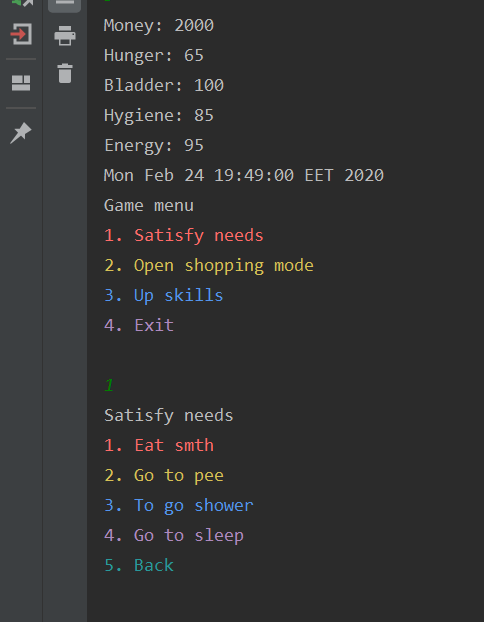 Money: 2000
Hunger: 65
Bladder: 100
Hygiene: 85
Energy: 95
Mon Feb 24 19:49:00 EET 2020
Game menu
1. Satisfy needs
2. Open shopping mode
3. Up skills
4. Exit
1
Satisfy needs
1. Eat smth
2. Go to pee
3. To go shower
4. Go to sleep
5. Back